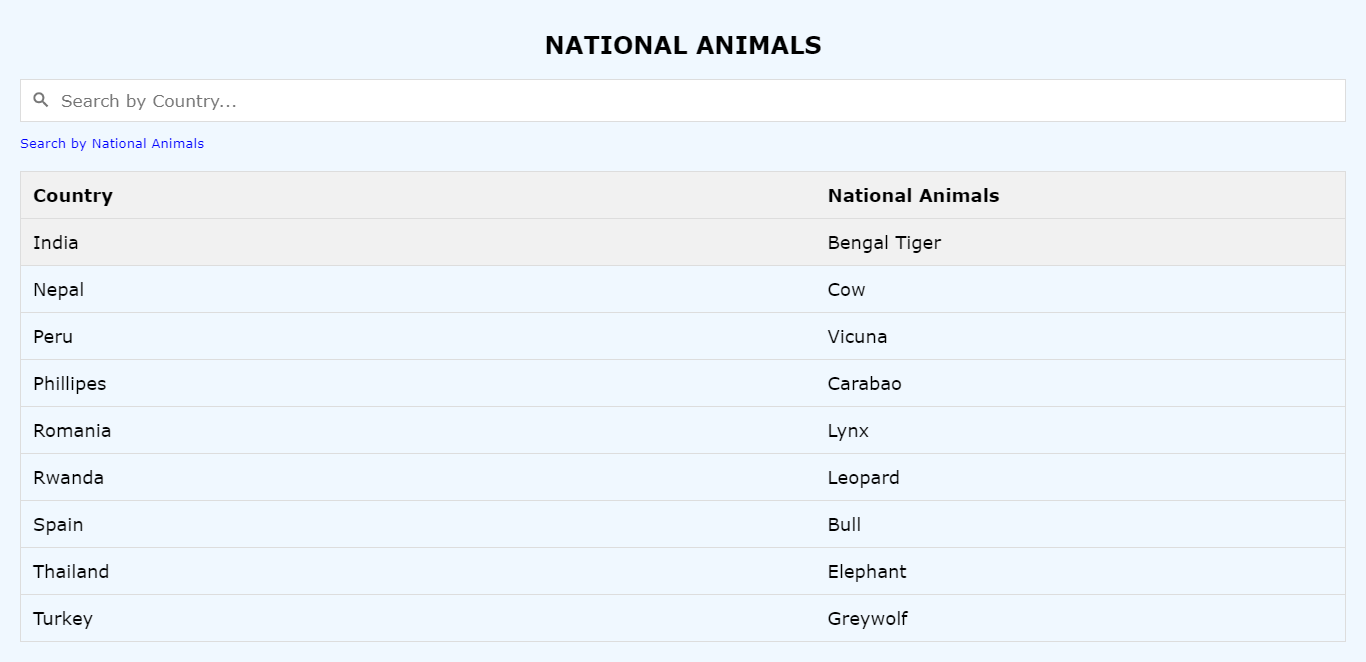 NATIONAL ANIMALS
Search by Country...
Search by National Animals
Country National Animals
India Bengal Tiger
Nepal Cow
Peru Vicuna
Phillipes Carabao
Romania Lynx
Rwanda Leopard
Spain Bull
Thailand Elephant
Turkey Greywolf